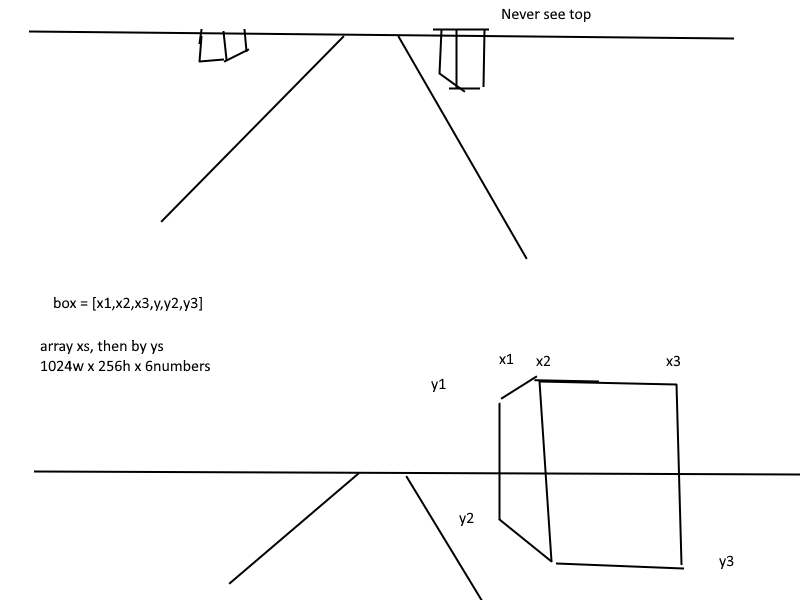 Never see top
box = [x1,x2,x3,y,y2,y3]
array xs, then by ys
1024w x 256h x 6numbers
x1
x2
x3
y1
y2
y3